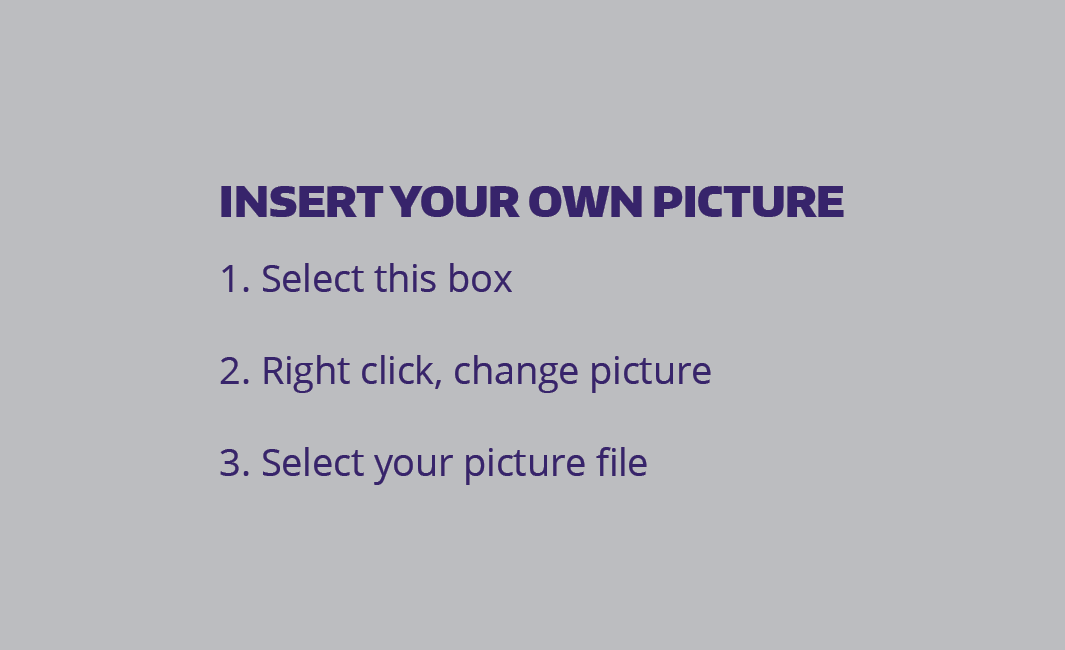 INSERT YOUR OWN PICTURE
1. Select this box
2. Right click, change picture
3. Select your picture file